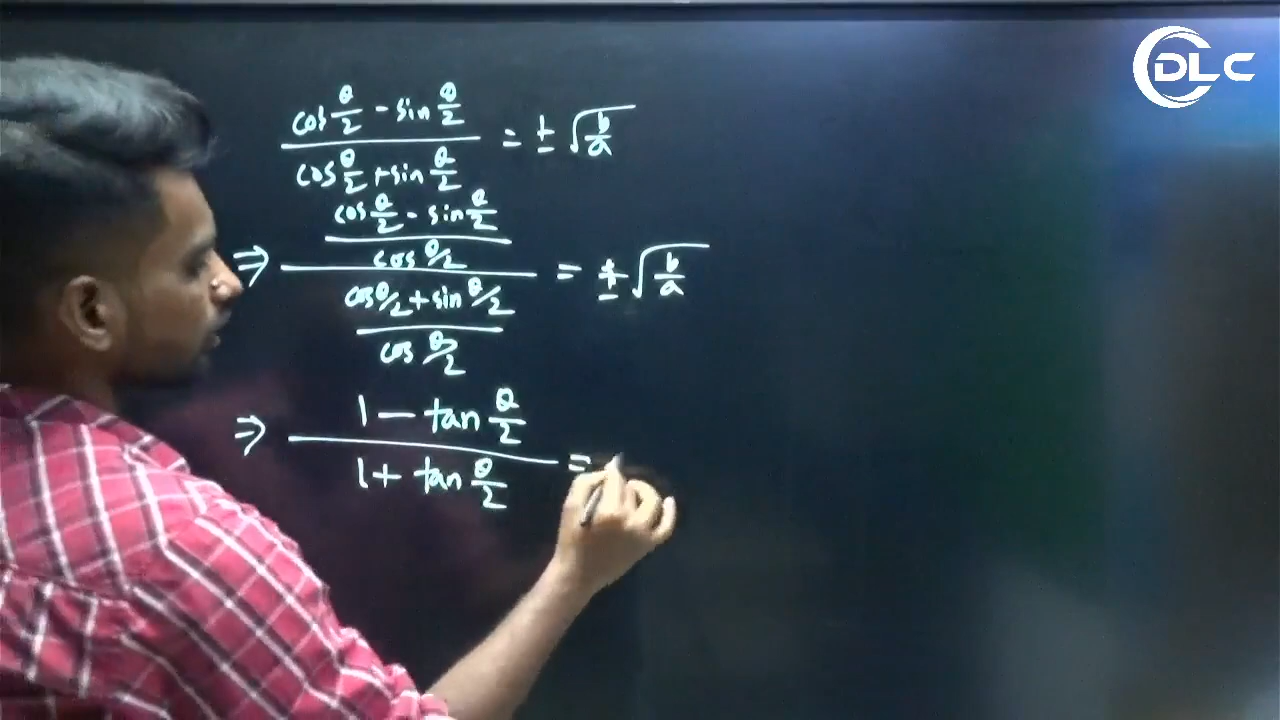 DLC
cos θ/2 - sin θ/2
= ± √ b/a
cos θ/2 + sin θ/2
cos θ/2 - sin θ/2
cos θ/2
⇒ = ± √ b/a
cos θ/2 + sin θ/2
cos θ/2
1 - tan θ/2
⇒ =
1 + tan θ/2